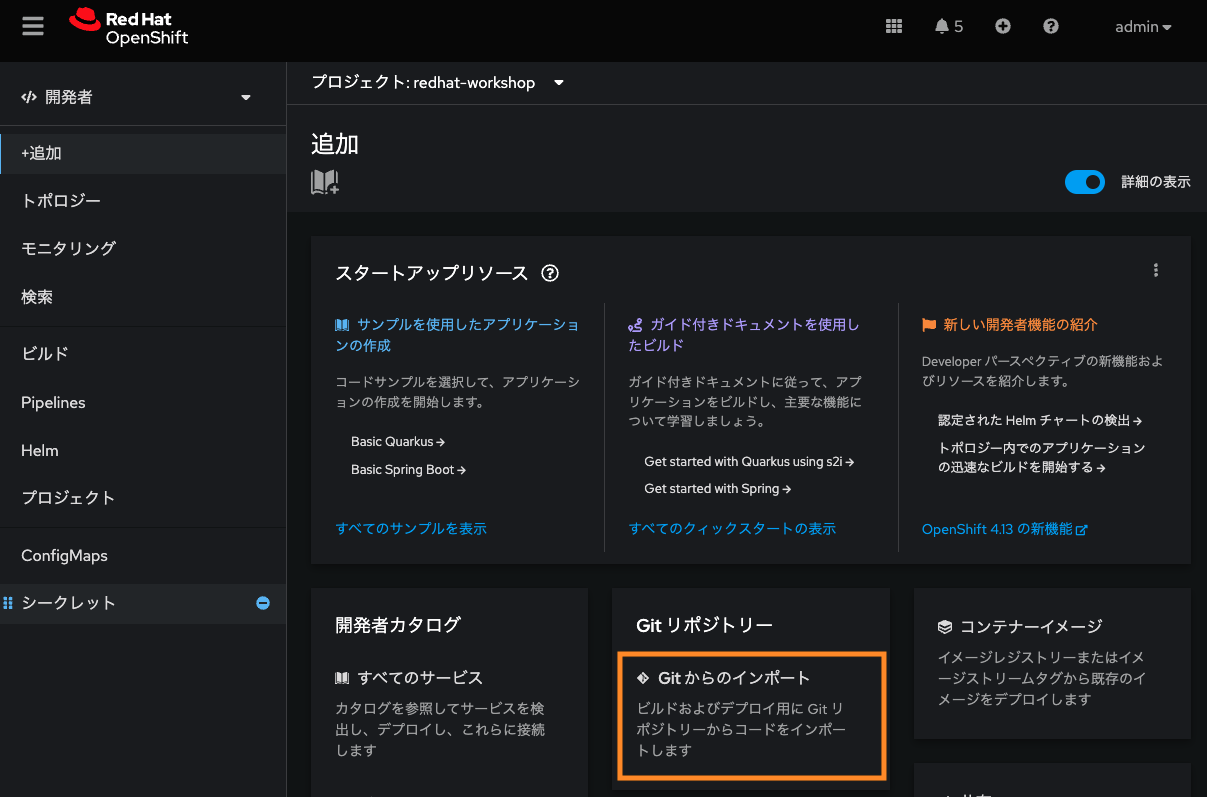 Red Hat
OpenShift
5
admin
開発者
+追加
トポロジー
モニタリング
検索
ビルド
Pipelines
Helm
プロジェクト
ConfigMaps
シークレット
プロジェクト: redhat-workshop
追加
詳細の表示
スタートアップリソース
サンプルを使用したアプリケーショ
ンの作成
コードサンプルを選択して、アプリケーシ
ョンの作成を開始します。
Basic Quarkus
Basic Spring Boot
すべてのサンプルを表示
ガイド付きドキュメントを使用し
たビルド
ガイド付きドキュメントに従って、アプ
リケーションをビルドし、主要な機能に
ついて学習しましょう。
Get started with Quarkus using s2i
Get started with Spring
すべてのクィックスタートの表示
新しい開発者機能の紹介
Developer パースペクティブの新機能およ
びリソースを紹介します。
認定された Helm チャートの検出
トポロジー内でのアプリケーション
の迅速なビルドを開始する
OpenShift 4.13 の新機能
開発者カタログ
すべてのサービス
カタログを参照してサービスを検
出し、デプロイし、これらに接続
します
Git リポジトリー
Git からのインポート
ビルドおよびデプロイ用に Git リ
ポジトリーからコードをインポー
トします
コンテナーイメージ
イメージレジストリーまたはイメ
ージストリームタグから既存のイ
メージをデプロイします